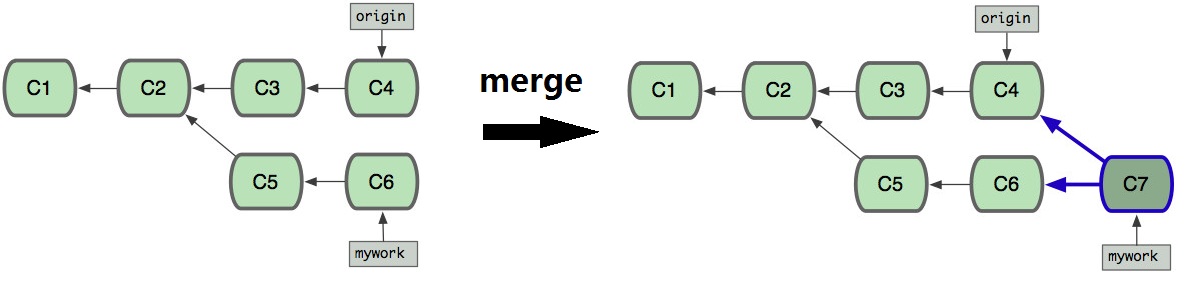 origin
C1 C2 C3 C4
C5 C6
mywork
merge
origin
C1 C2 C3 C4
C5 C6 C7
mywork